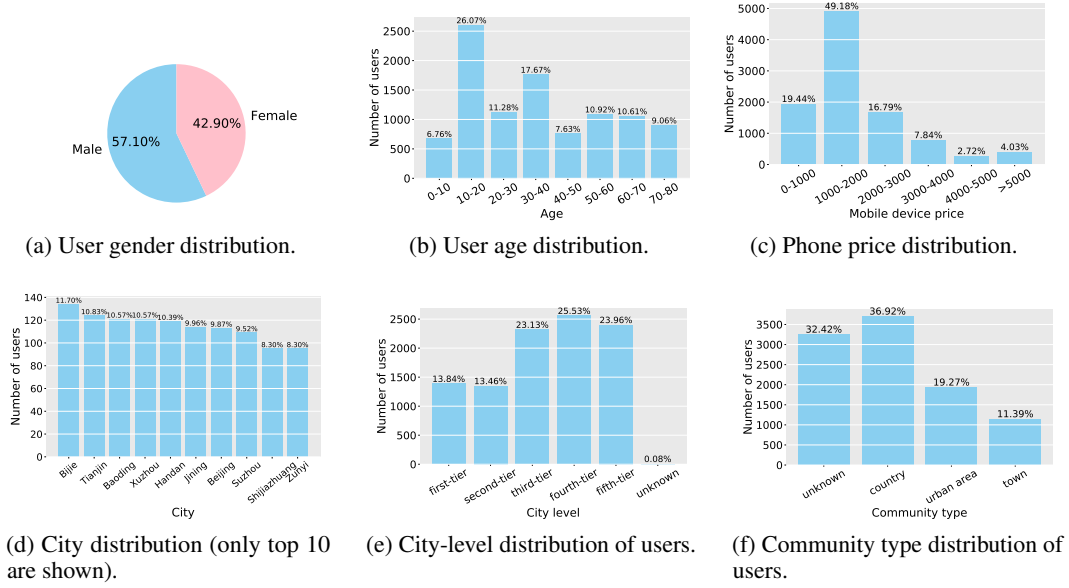 Male
57.10%
42.90%
Female
(a) User gender distribution.
Number of users
2500
2000
1500
1000
500
0
6.76%
26.07%
11.28%
17.67%
7.63%
10.92%
10.61%
9.06%
0-10
10-20
20-30
30-40
40-50
50-60
60-70
70-80
Age
(b) User age distribution.
Number of users
5000
4000
3000
2000
1000
0
19.44%
49.18%
16.79%
7.84%
2.72%
4.03%
0-1000
1000-2000
2000-3000
3000-4000
4000-5000
>5000
Mobile device price
(c) Phone price distribution.
Number of users
140
120
100
80
60
40
20
0
11.70%
10.83%
10.57%
10.57%
10.39%
9.96%
9.87%
9.52%
8.30%
8.30%
Bijie
Tianjin
Baoding
Xuzhou
Handan
Jining
Beijing
Suzhou
Shijiazhuang
Zunyi
City
(d) City distribution (only top 10
are shown).
Number of users
2500
2000
1500
1000
500
0
13.84%
13.46%
23.13%
25.53%
23.96%
0.08%
first-tier
second-tier
third-tier
fourth-tier
fifth-tier
unknown
City level
(e) City-level distribution of users.
Number of users
3500
3000
2500
2000
1500
1000
500
0
32.42%
36.92%
19.27%
11.39%
unknown
country
urban area
town
Community type
(f) Community type distribution of
users.